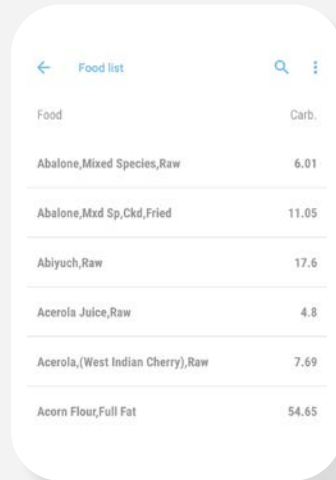 Food list
Food Carb.
Abalone,Mixed Species,Raw 6.01
Abalone,Mxd Sp,Ckd,Fried 11.05
Abiyuch,Raw 17.6
Acerola Juice,Raw 4.8
Acerola,(West Indian Cherry),Raw 7.69
Acorn Flour,Full Fat 54.65